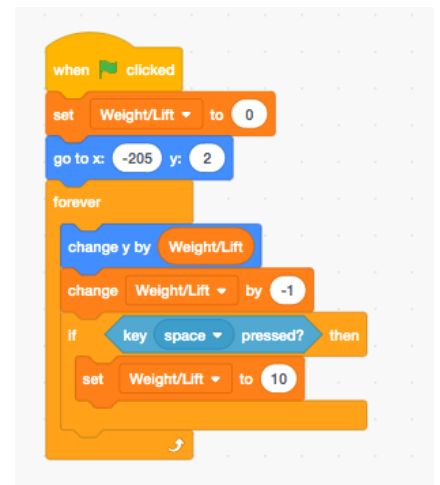 when clicked
set Weight/Lift to 0
go to x: -205 y: 2
forever
change y by Weight/Lift
change Weight/Lift by -1
if key space pressed? then
set Weight/Lift to 10